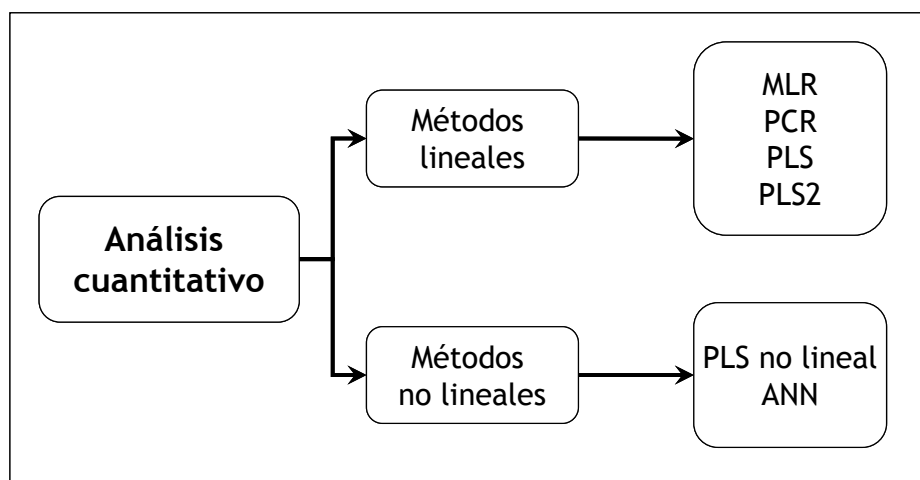 Análisis
cuantitativo
Métodos
lineales
MLR
PCR
PLS
PLS2
Métodos
no lineales
PLS no lineal
ANN